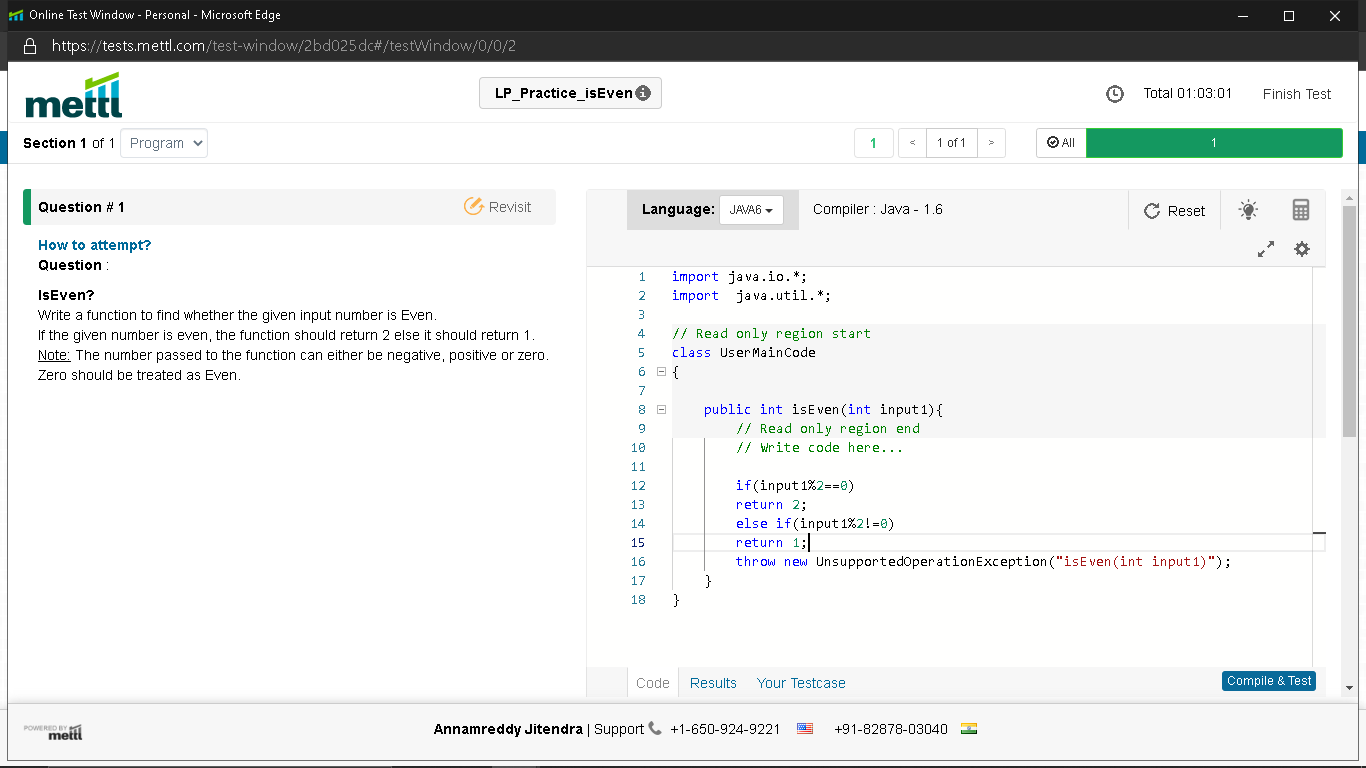 Online Test Window - Personal - Microsoft Edge
https://tests.mettl.com/test-window/2bd025dc#/testWindow/0/0/2
mettl
LP_Practice_isEven
Total 01:03:01
Finish Test
Section 1 of 1 Program
1 < 1 of 1 >
All 1
Question # 1
Revisit
How to attempt?
Question :
IsEven?
Write a function to find whether the given input number is Even.
If the given number is even, the function should return 2 else it should return 1.
Note: The number passed to the function can either be negative, positive or zero.
Zero should be treated as Even.
Language: JAVA6
Compiler : Java - 1.6
Reset
1 import java.io.*;
2 import  java.util.*;
3
4 // Read only region start
5 class UserMainCode
6 {
7
8     public int isEven(int input1){
9         // Read only region end
10         // Write code here...
11
12         if(input1%2==0)
13         return 2;
14         else if(input1%2!=0)
15         return 1;
16         throw new UnsupportedOperationException("isEven(int input1)");
17     }
18 }
Code Results Your Testcase
Compile & Test
POWERED BY
mettl
Annamreddy Jitendra | Support +1-650-924-9221 +91-82878-03040